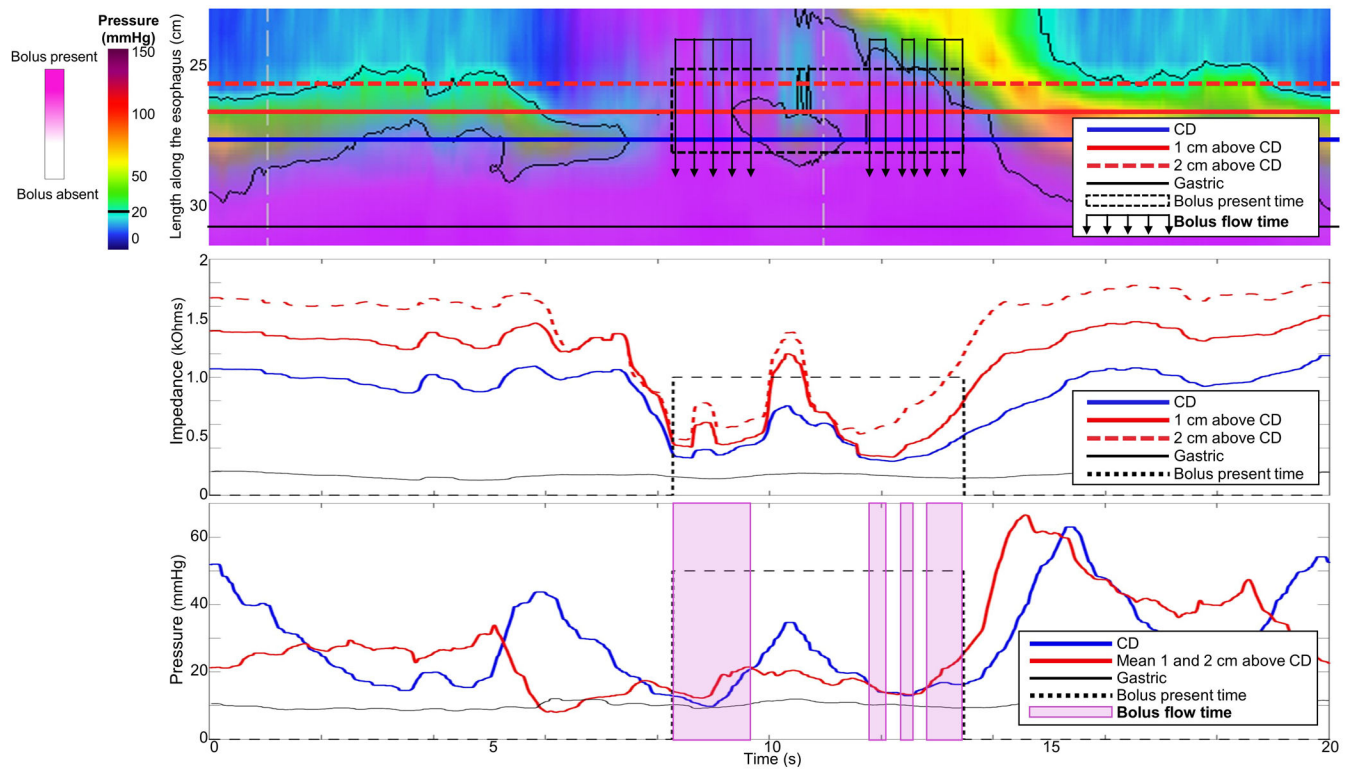 Pressure
(mmHg)
Bolus present
Bolus absent
150
100
50
20
0
Length along the esophagus (cm)
25
30
CD
1 cm above CD
2 cm above CD
Gastric
Bolus present time
Bolus flow time
Impedance (kOhms)
2
1.5
1.0
0.5
0
CD
1 cm above CD
2 cm above CD
Gastric
Bolus present time
Pressure (mmHg)
60
40
20
0
CD
Mean 1 and 2 cm above CD
Gastric
Bolus present time
Bolus flow time
0
5
10
15
20
Time (s)